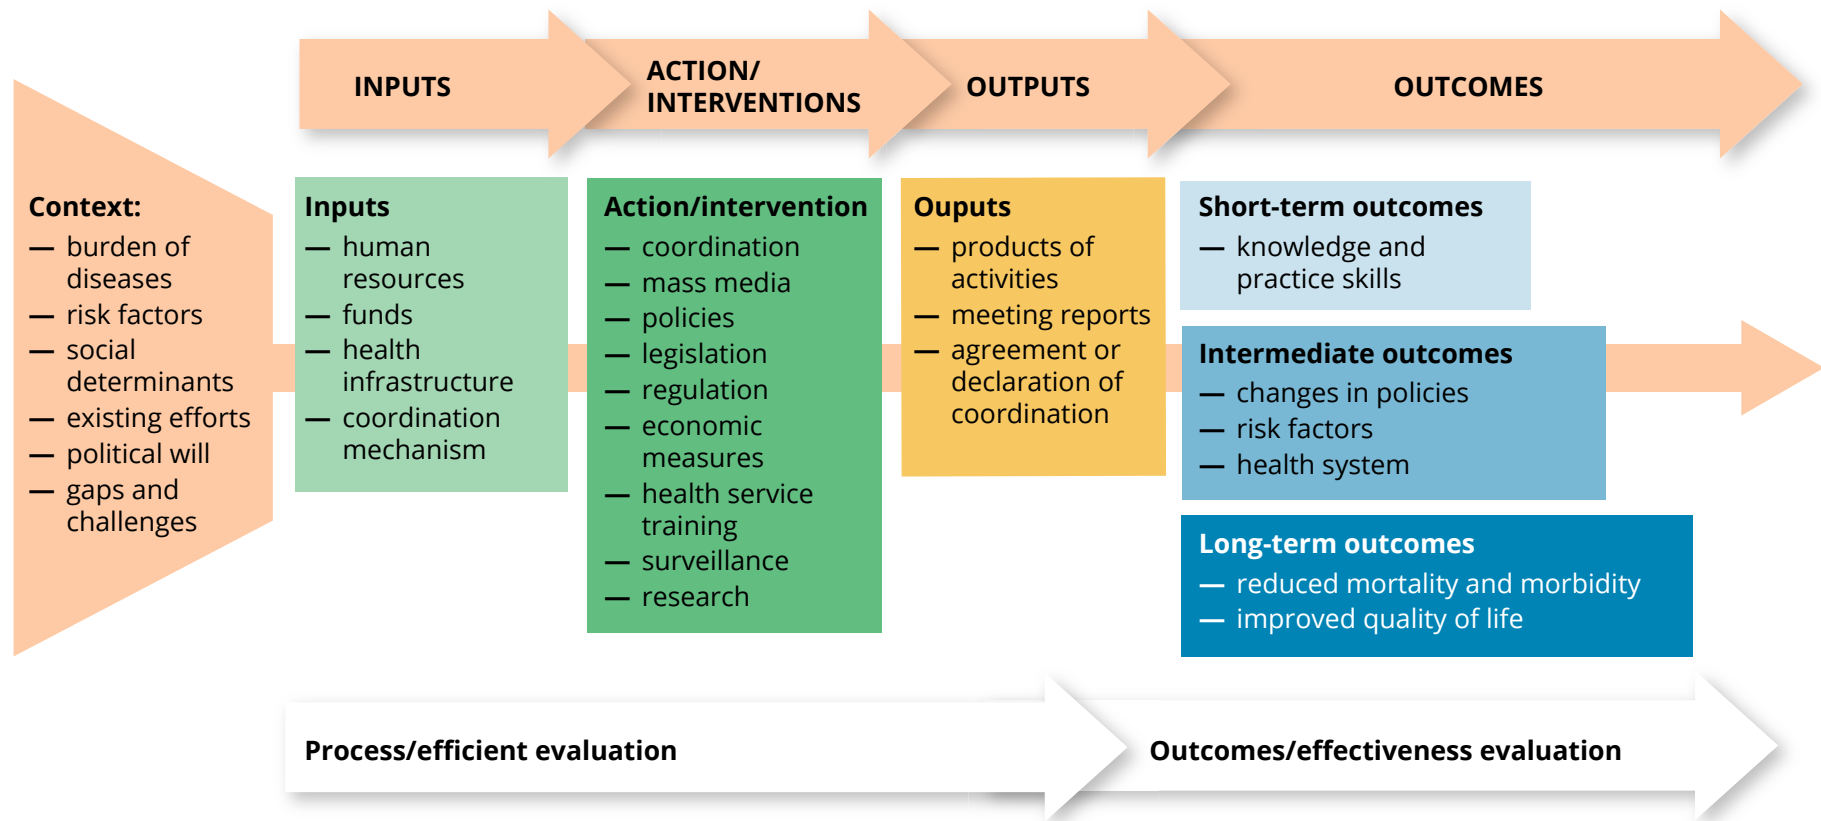 INPUTS
ACTION/
INTERVENTIONS
OUTPUTS
OUTCOMES
Context:
— burden of
diseases
— risk factors
— social
determinants
— existing efforts
— political will
— gaps and
challenges
Inputs
— human
resources
— funds
— health
infrastructure
— coordination
mechanism
Action/intervention
— coordination
— mass media
— policies
— legislation
— regulation
— economic
measures
— health service
training
— surveillance
— research
Ouputs
— products of
activities
— meeting reports
— agreement or
declaration of
coordination
Short-term outcomes
— knowledge and
practice skills
Intermediate outcomes
— changes in policies
— risk factors
— health system
Long-term outcomes
— reduced mortality and morbidity
— improved quality of life
Process/efficient evaluation
Outcomes/effectiveness evaluation